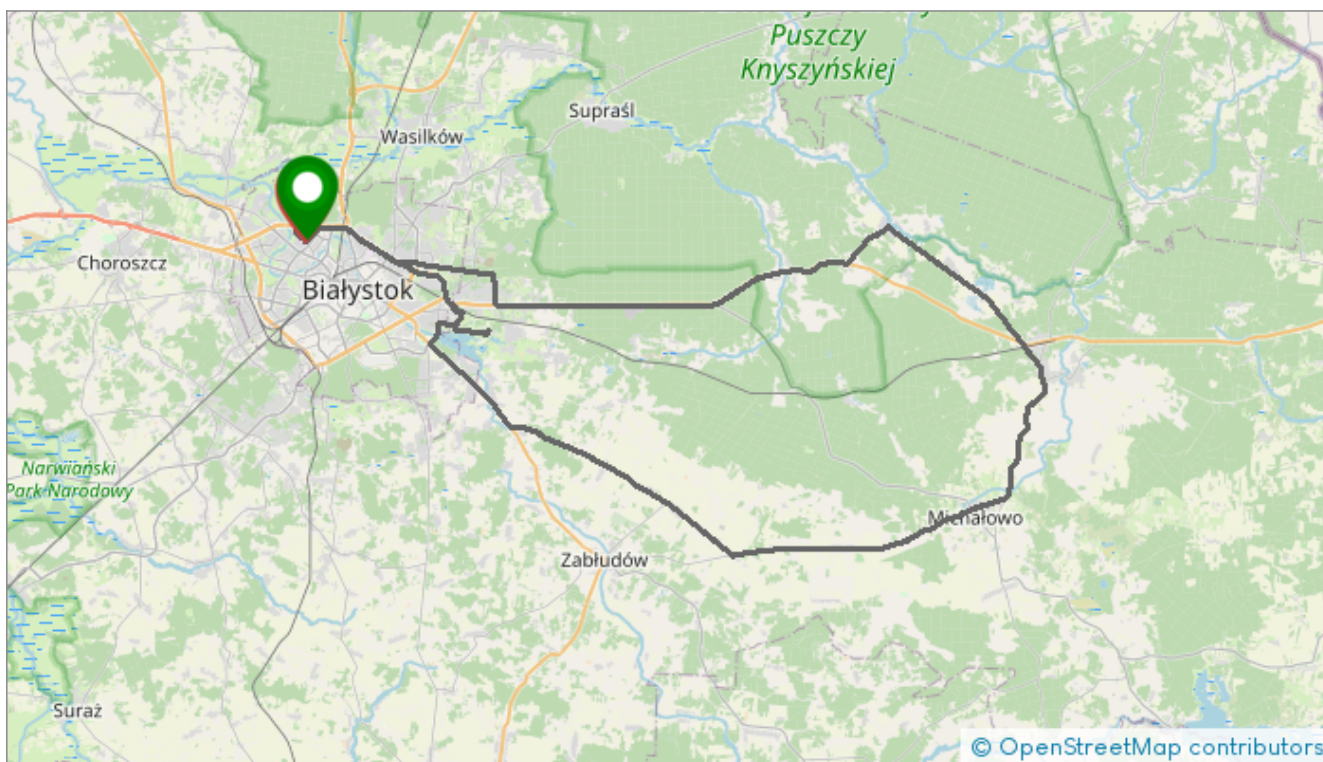 Puszczy
Knyszyńskiej
Supraśl
Wasilków
Choroszcz
Białystok
Narwiański
Park Narodowy
Michałowo
Zabłudów
Suraż
© OpenStreetMap contributors